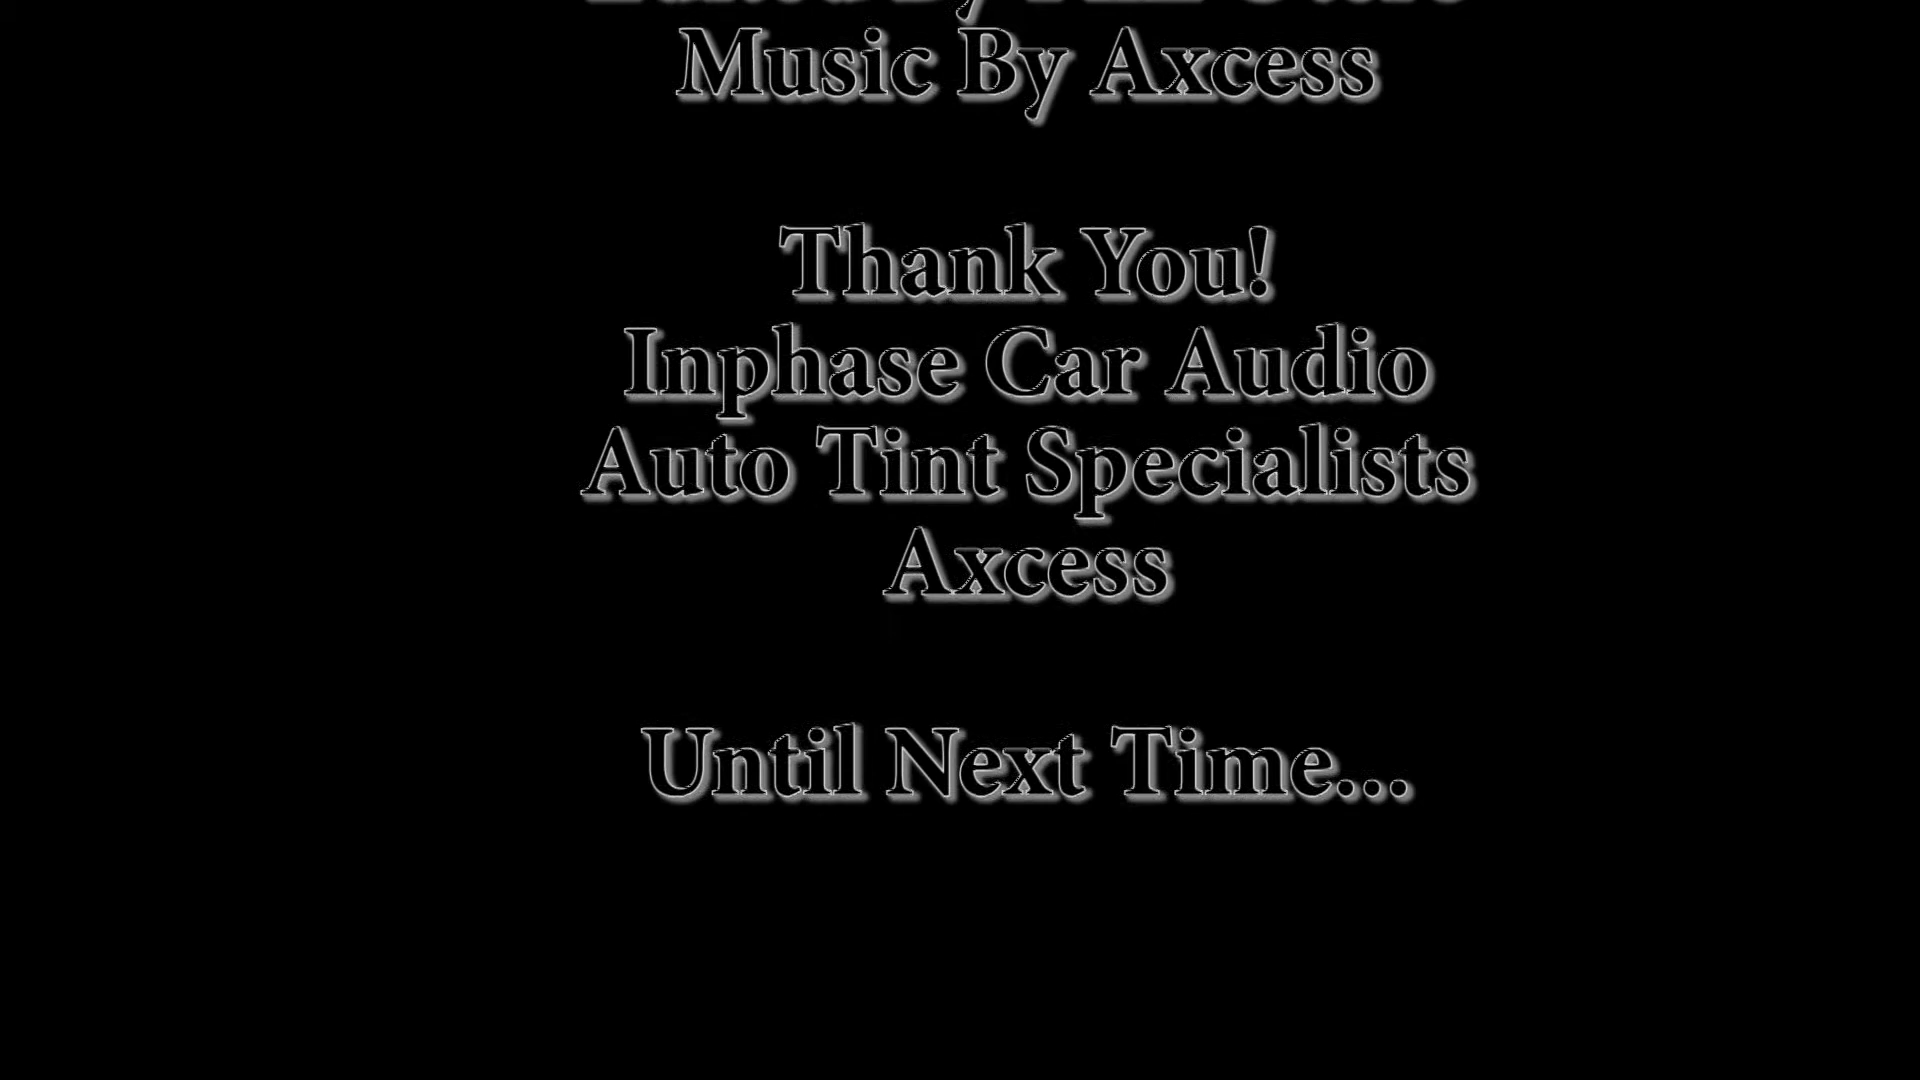 Music By Axcess
Thank You!
Inphase Car Audio
Auto Tint Specialists
Axcess
Until Next Time...